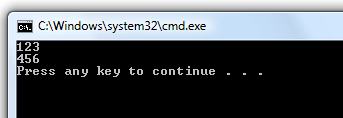 C:\Windows\system32\cmd.exe
123
456
Press any key to continue . . .